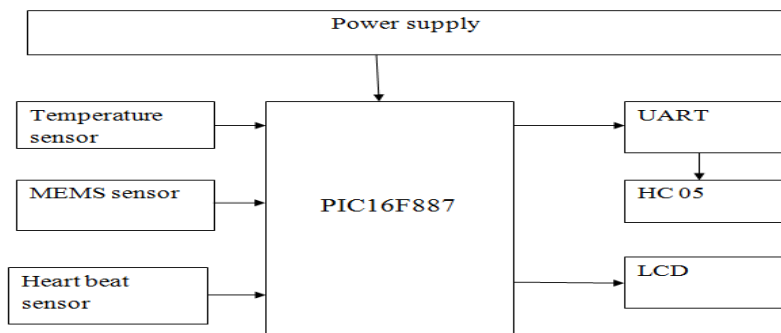 Power supply
Temperature
sensor
UART
MEMS sensor
PIC16F887
HC 05
Heart beat
sensor
LCD